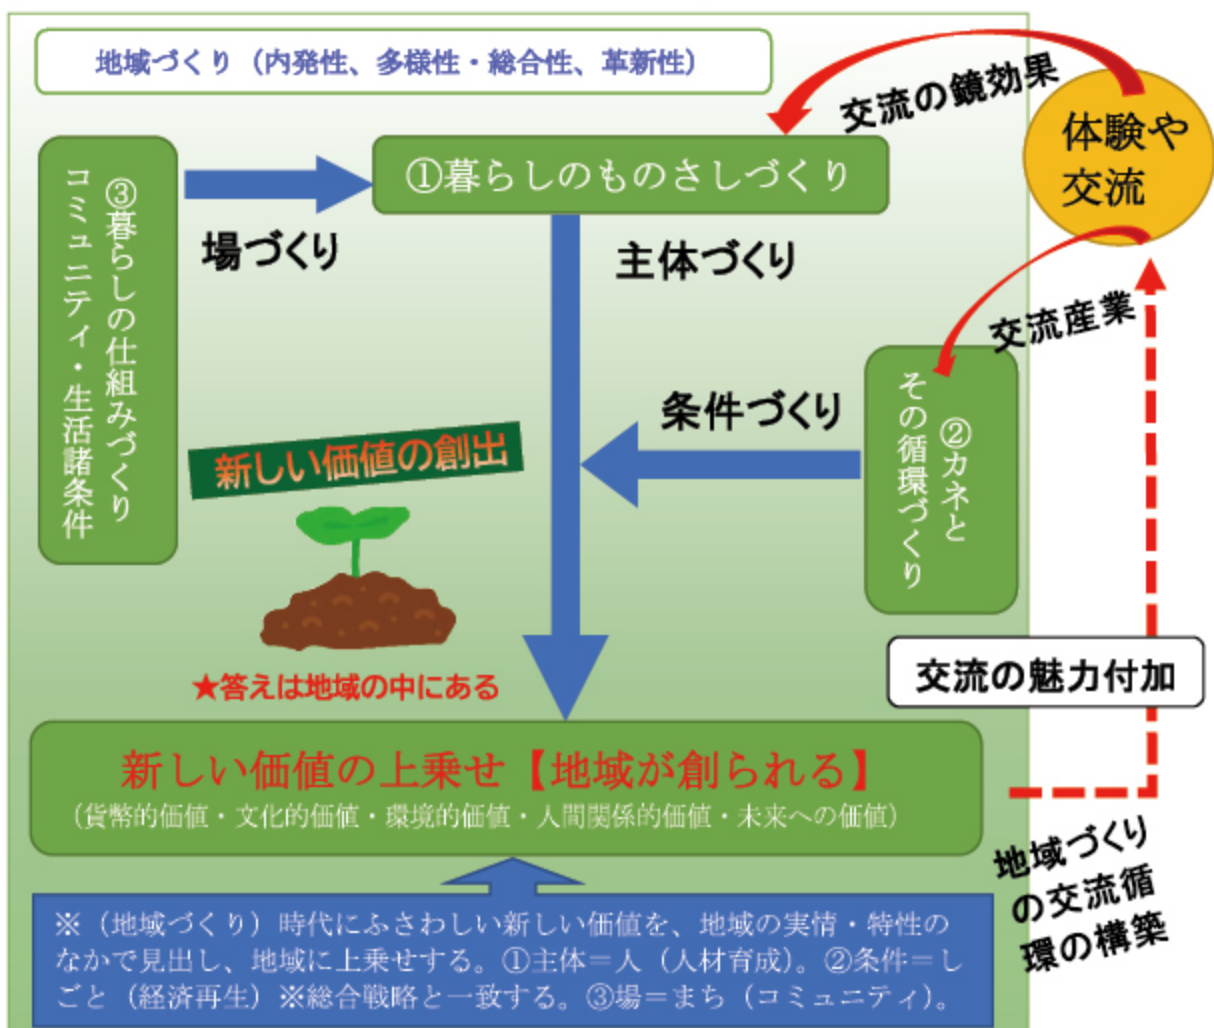 地域づくり（内発性、多様性・総合性、革新性）
交流の鏡効果
体験や
交流
①暮らしのものさしづくり
③暮らしの仕組みづくり
コミュニティ・生活諸条件
場づくり
主体づくり
交流産業
条件づくり
②カネと
その循環づくり
新しい価値の創出
★答えは地域の中にある
交流の魅力付加
新しい価値の上乗せ【地域が創られる】
（貨幣的価値・文化的価値・環境的価値・人間関係的価値・未来への価値）
地域づくり
の交流循
環の構築
※（地域づくり）時代にふさわしい新しい価値を、地域の実情・特性の
なかで見出し、地域に上乗せする。①主体＝人（人材育成）。②条件＝し
ごと（経済再生）※総合戦略と一致する。③場＝まち（コミュニティ）。